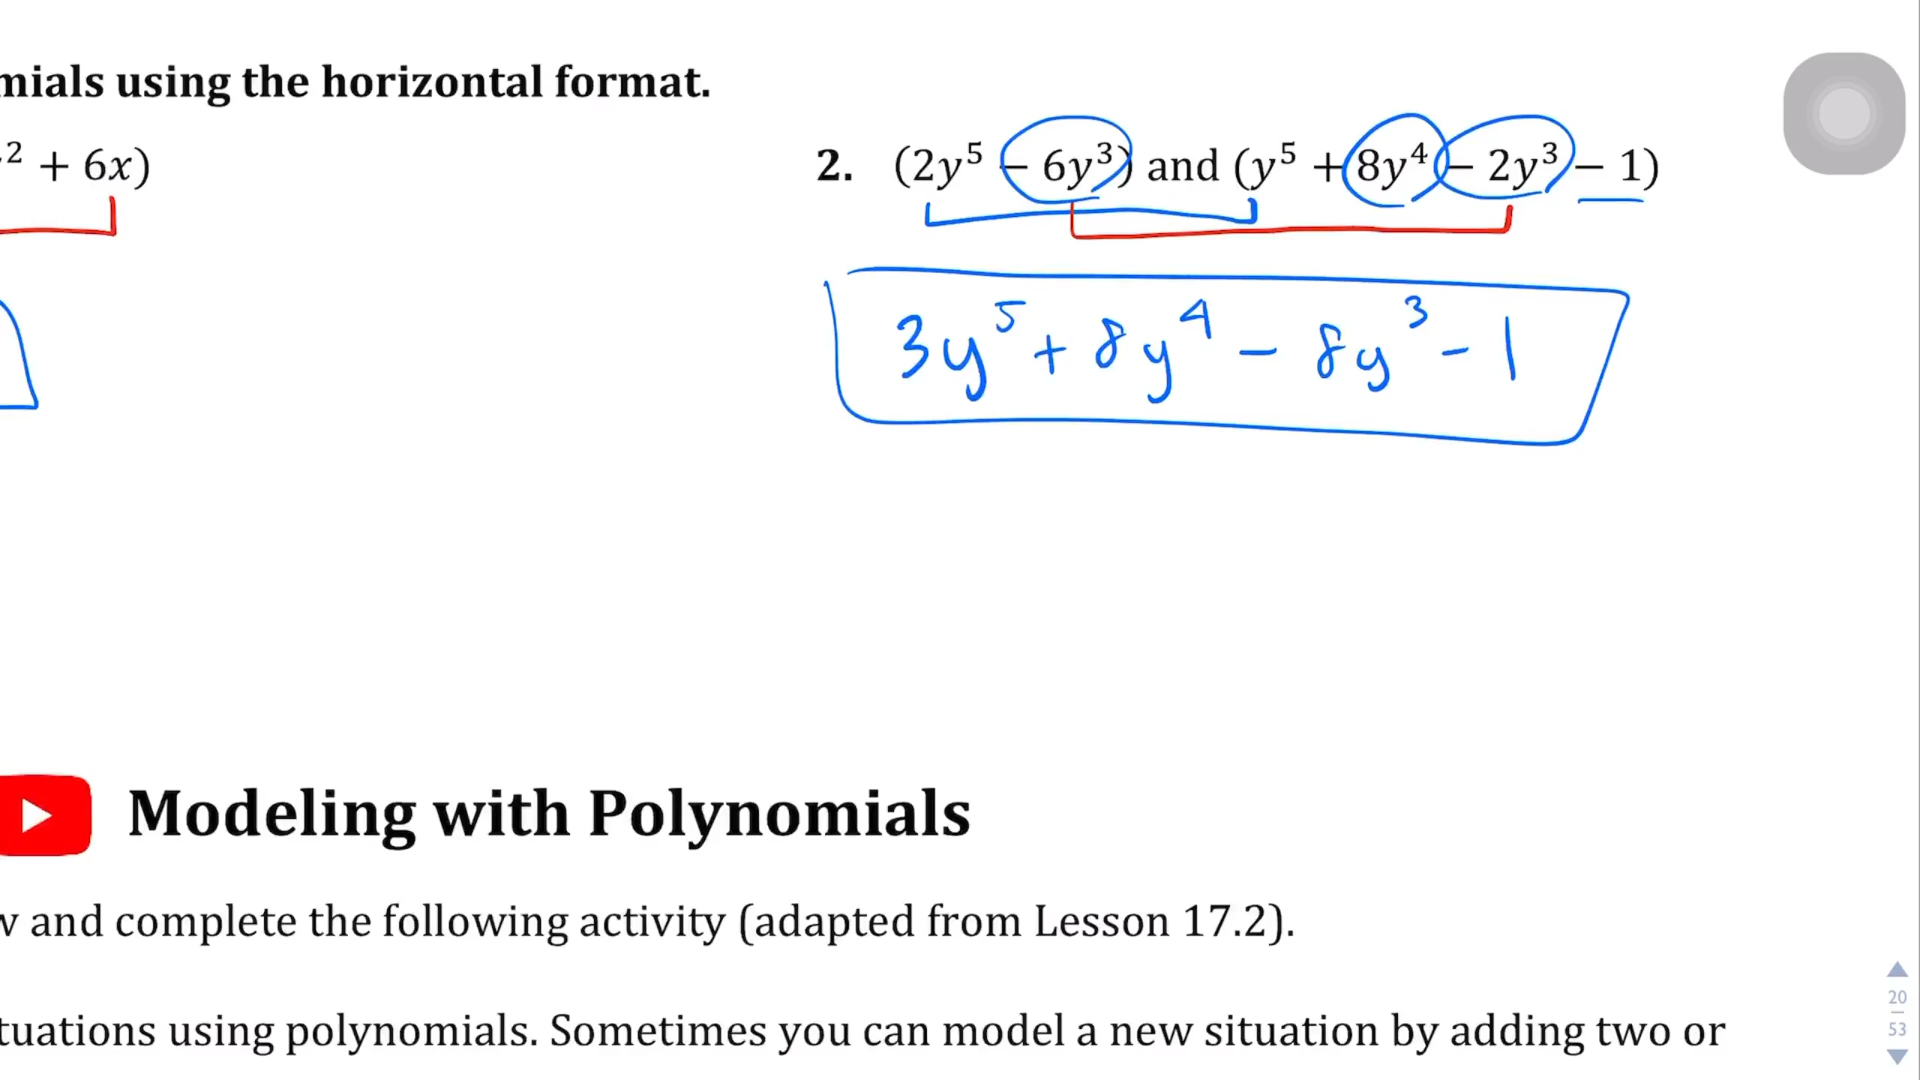 mials using the horizontal format.
² + 6x)
2. (2y⁵ − 6y³) and (y⁵ + 8y⁴ − 2y³ − 1)
3y⁵ + 8y⁴ − 8y³ − 1
Modeling with Polynomials
w and complete the following activity (adapted from Lesson 17.2).
tuations using polynomials. Sometimes you can model a new situation by adding two or
20
53